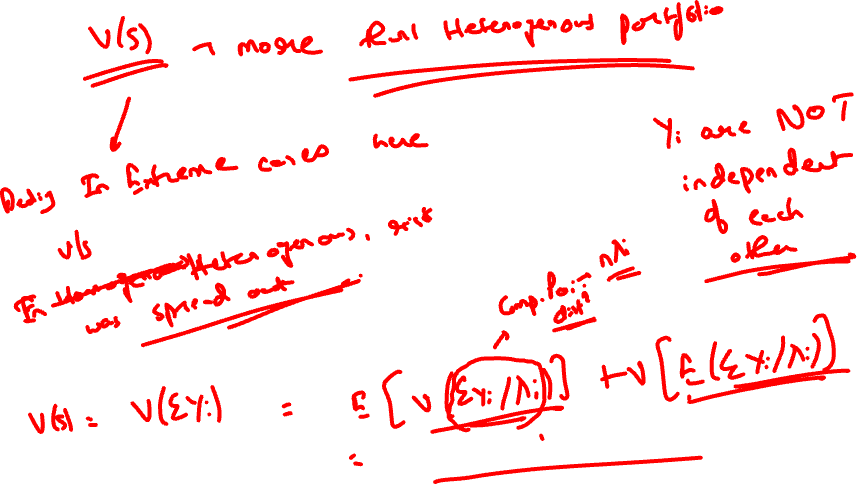 V(S) → more Heterogenous portfolio
In Extreme cases here
v/s
In Heterogenous, risk
was spread out
Yi are NOT
independent
of each
other
Comp. Poi. → nλi
distⁿ
V(S) = V(ΣYi) = E[V(ΣYi/λi)] + V[E(ΣYi/λi)]
=